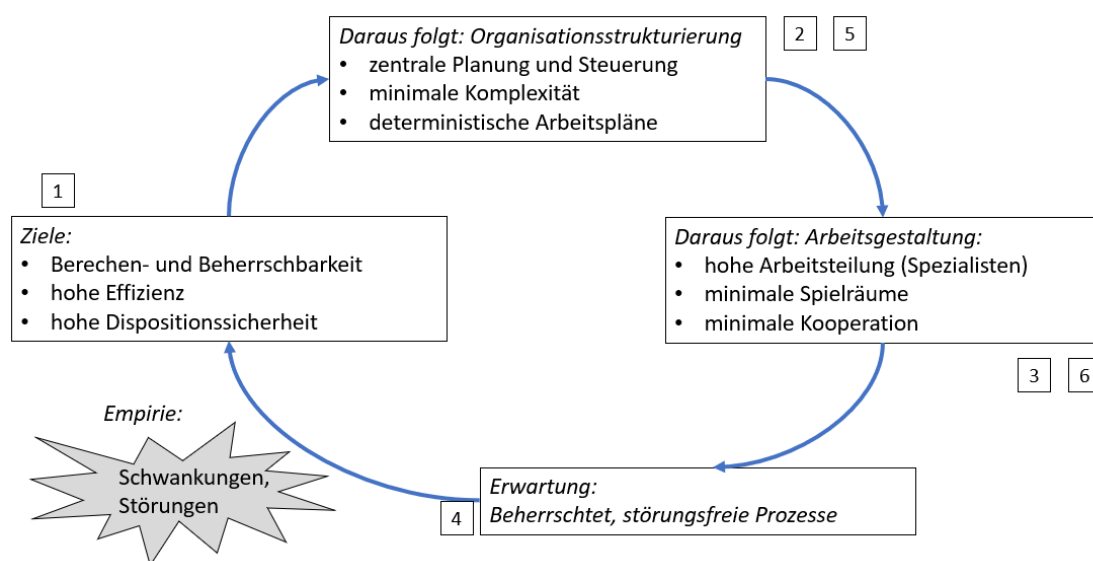 Daraus folgt: Organisationsstrukturierung
• zentrale Planung und Steuerung
• minimale Komplexität
• deterministische Arbeitspläne
2
5
1
Ziele:
• Berechen- und Beherrschbarkeit
• hohe Effizienz
• hohe Dispositionssicherheit
Daraus folgt: Arbeitsgestaltung:
• hohe Arbeitsteilung (Spezialisten)
• minimale Spielräume
• minimale Kooperation
3
6
Empirie:
Schwankungen,
Störungen
4
Erwartung:
Beherrschtet, störungsfreie Prozesse